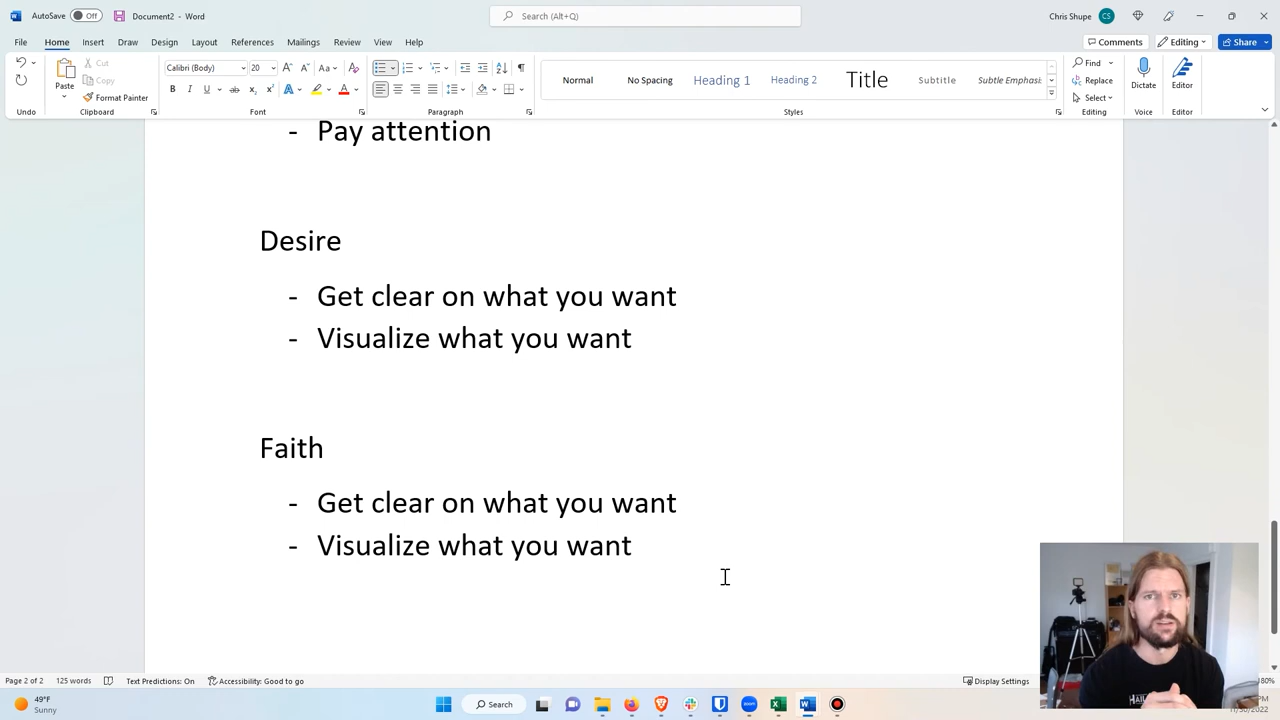 AutoSave Off Document2 - Word Search (Alt+Q) Chris Shupe CS
File Home Insert Draw Design Layout References Mailings Review View Help Comments Editing Share
Paste Cut Copy Format Painter Calibri (Body) 20 Normal No Spacing Heading 1 Heading 2 Title Subtitle Subtle Emphasi Find Replace Select Dictate Editor
Undo Clipboard Font Paragraph Styles Editing Voice Editor
- Pay attention
Desire
- Get clear on what you want
- Visualize what you want
Faith
- Get clear on what you want
- Visualize what you want
Page 2 of 2 125 words Text Predictions: On Accessibility: Good to go Display Settings 80%
49°F
Sunny
Search